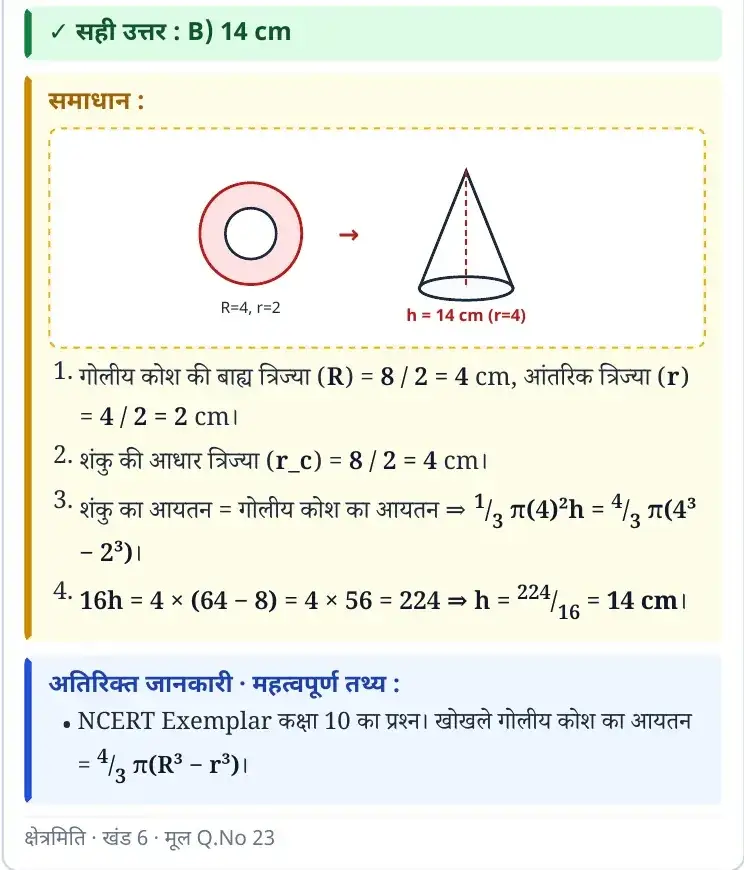 ✓ सही उत्तर : B) 14 cm
समाधान :
→
R=4, r=2
h = 14 cm (r=4)
1. गोलीय कोश की बाह्य त्रिज्या (R) = 8 / 2 = 4 cm, आंतरिक त्रिज्या (r)
= 4 / 2 = 2 cm।
2. शंकु की आधार त्रिज्या (r_c) = 8 / 2 = 4 cm।
3. शंकु का आयतन = गोलीय कोश का आयतन ⇒ ¹/₃ π(4)²h = ⁴/₃ π(4³
− 2³)।
4. 16h = 4 × (64 − 8) = 4 × 56 = 224 ⇒ h = ²²⁴/₁₆ = 14 cm।
अतिरिक्त जानकारी · महत्वपूर्ण तथ्य :
• NCERT Exemplar कक्षा 10 का प्रश्न। खोखले गोलीय कोश का आयतन
= ⁴/₃ π(R³ − r³)।
क्षेत्रमिति · खंड 6 · मूल Q.No 23